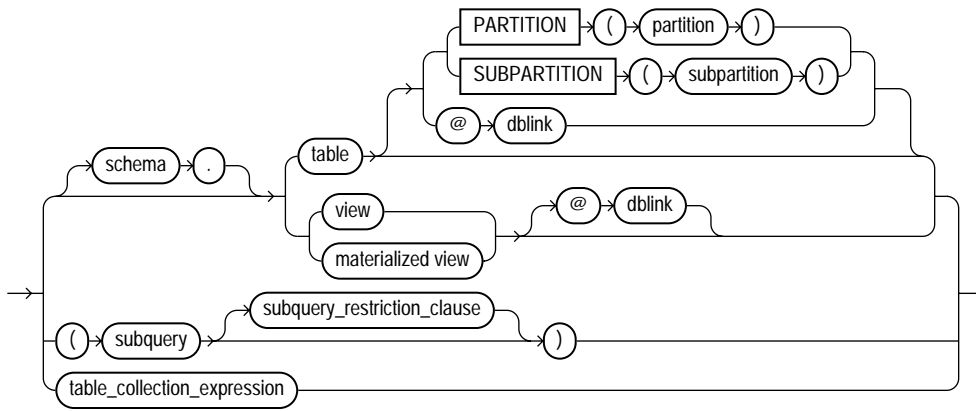 PARTITION ( partition )
SUBPARTITION ( subpartition )
@ dblink
table
schema .
view
@ dblink
materialized view
subquery_restriction_clause
( subquery )
table_collection_expression